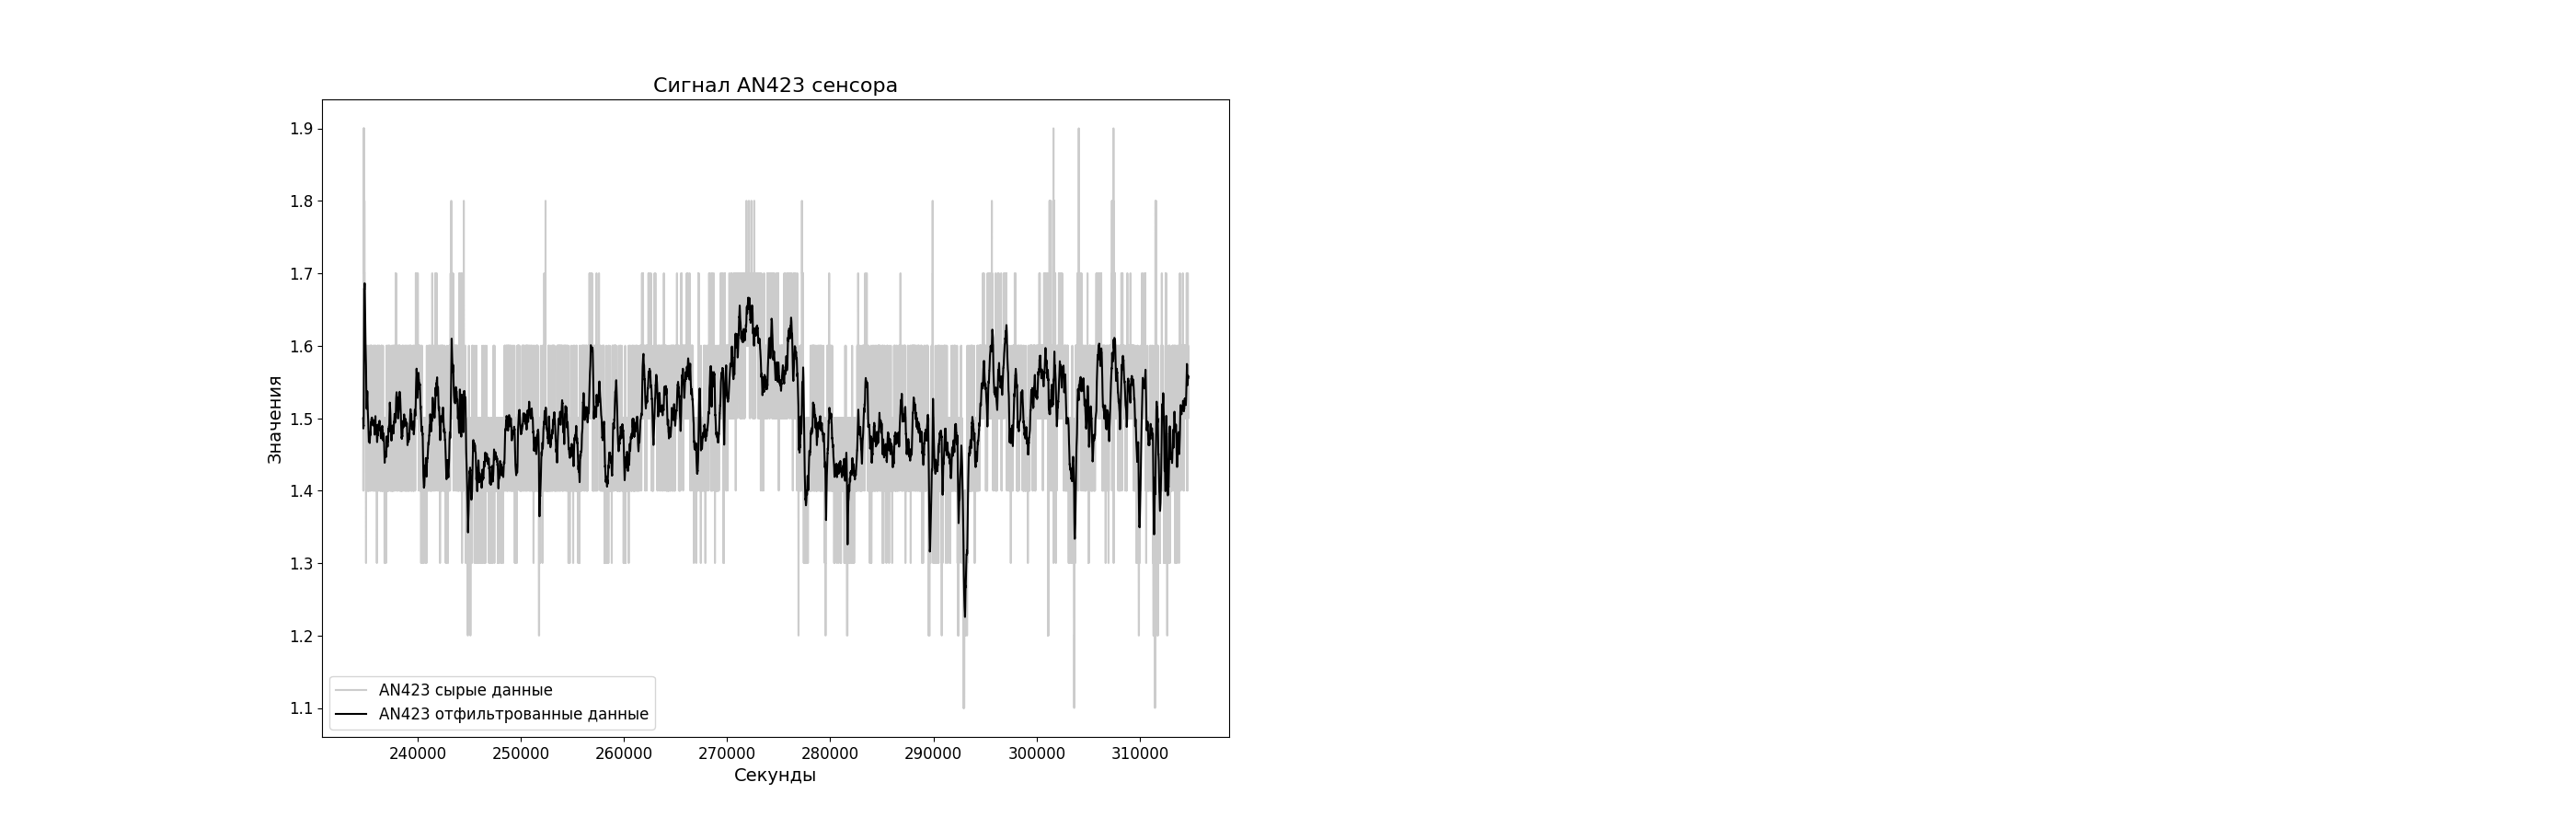 Сигнал AN423 сенсора
Значения
1.9
1.8
1.7
1.6
1.5
1.4
1.3
1.2
1.1
AN423 сырые данные
AN423 отфильтрованные данные
240000 250000 260000 270000 280000 290000 300000 310000
Секунды